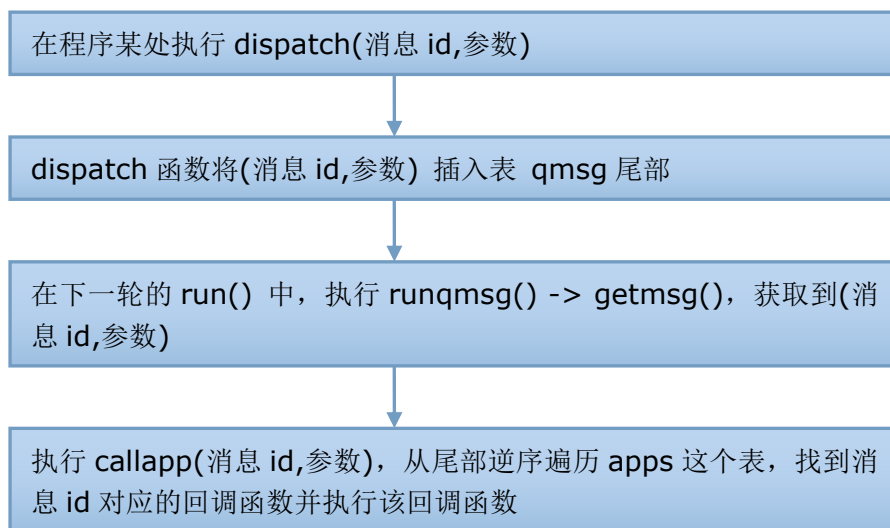 在程序某处执行 dispatch(消息 id,参数)
dispatch 函数将(消息 id,参数) 插入表 qmsg 尾部
在下一轮的 run() 中，执行 runqmsg() -> getmsg()，获取到(消
息 id,参数)
执行 callapp(消息 id,参数)，从尾部逆序遍历 apps 这个表，找到消
息 id 对应的回调函数并执行该回调函数